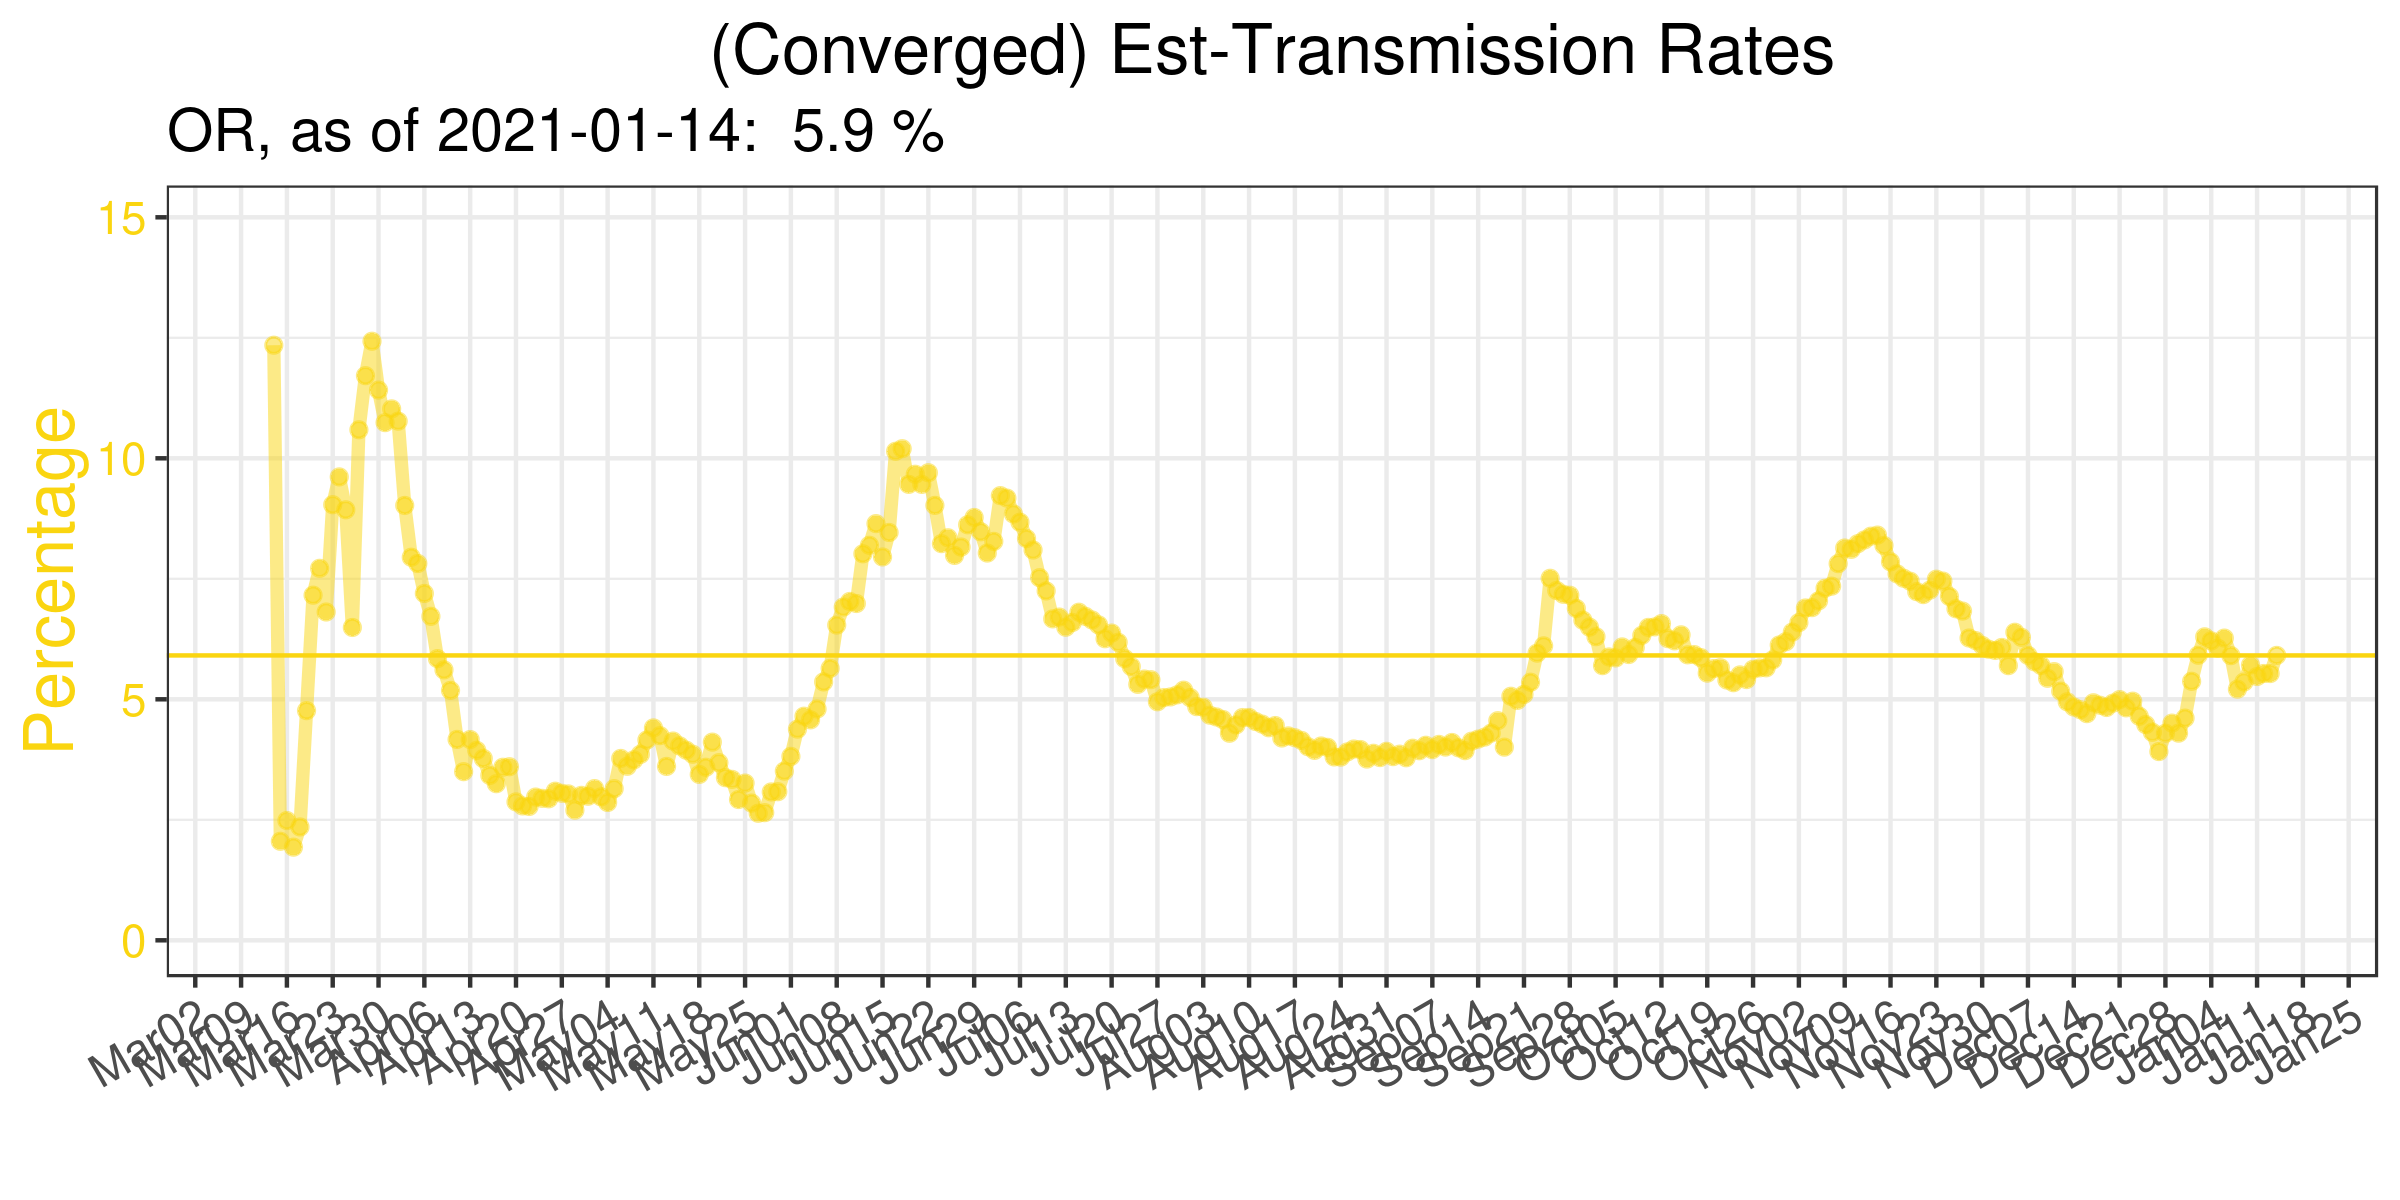 (Converged) Est-Transmission Rates
OR, as of 2021-01-14:  5.9 %
Percentage
15
10
5
0
Mar02
Mar09
Mar16
Mar23
Mar30
Apr06
Apr13
Apr20
Apr27
May04
May11
May18
May25
Jun01
Jun08
Jun15
Jun22
Jun29
Jul06
Jul13
Jul20
Jul27
Aug03
Aug10
Aug17
Aug24
Aug31
Sep07
Sep14
Sep21
Sep28
Oct05
Oct12
Oct19
Oct26
Nov02
Nov09
Nov16
Nov23
Nov30
Dec07
Dec14
Dec21
Dec28
Jan04
Jan11
Jan18
Jan25